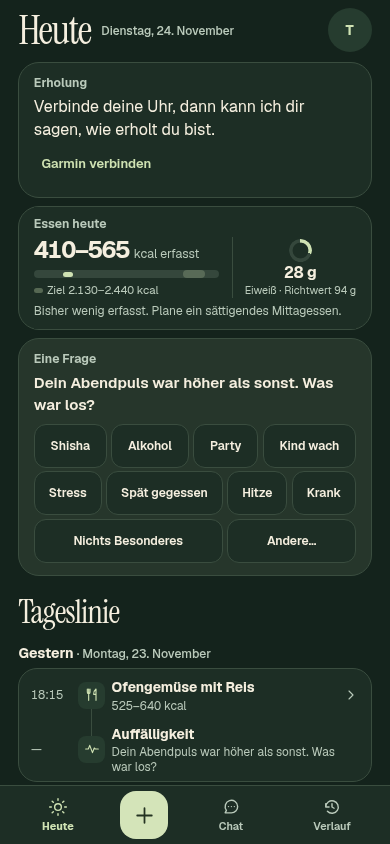 Heute Dienstag, 24. November T
Erholung
Verbinde deine Uhr, dann kann ich dir
sagen, wie erholt du bist.
Garmin verbinden
Essen heute
410–565 kcal erfasst
Ziel 2.130–2.440 kcal
28 g
Eiweiß · Richtwert 94 g
Bisher wenig erfasst. Plane ein sättigendes Mittagessen.
Eine Frage
Dein Abendpuls war höher als sonst. Was
war los?
Shisha Alkohol Party Kind wach
Stress Spät gegessen Hitze Krank
Nichts Besonderes Andere…
Tageslinie
Gestern · Montag, 23. November
18:15 Ofengemüse mit Reis
525–640 kcal
— Auffälligkeit
Dein Abendpuls war höher als sonst. Was
war los?
Heute Chat Verlauf